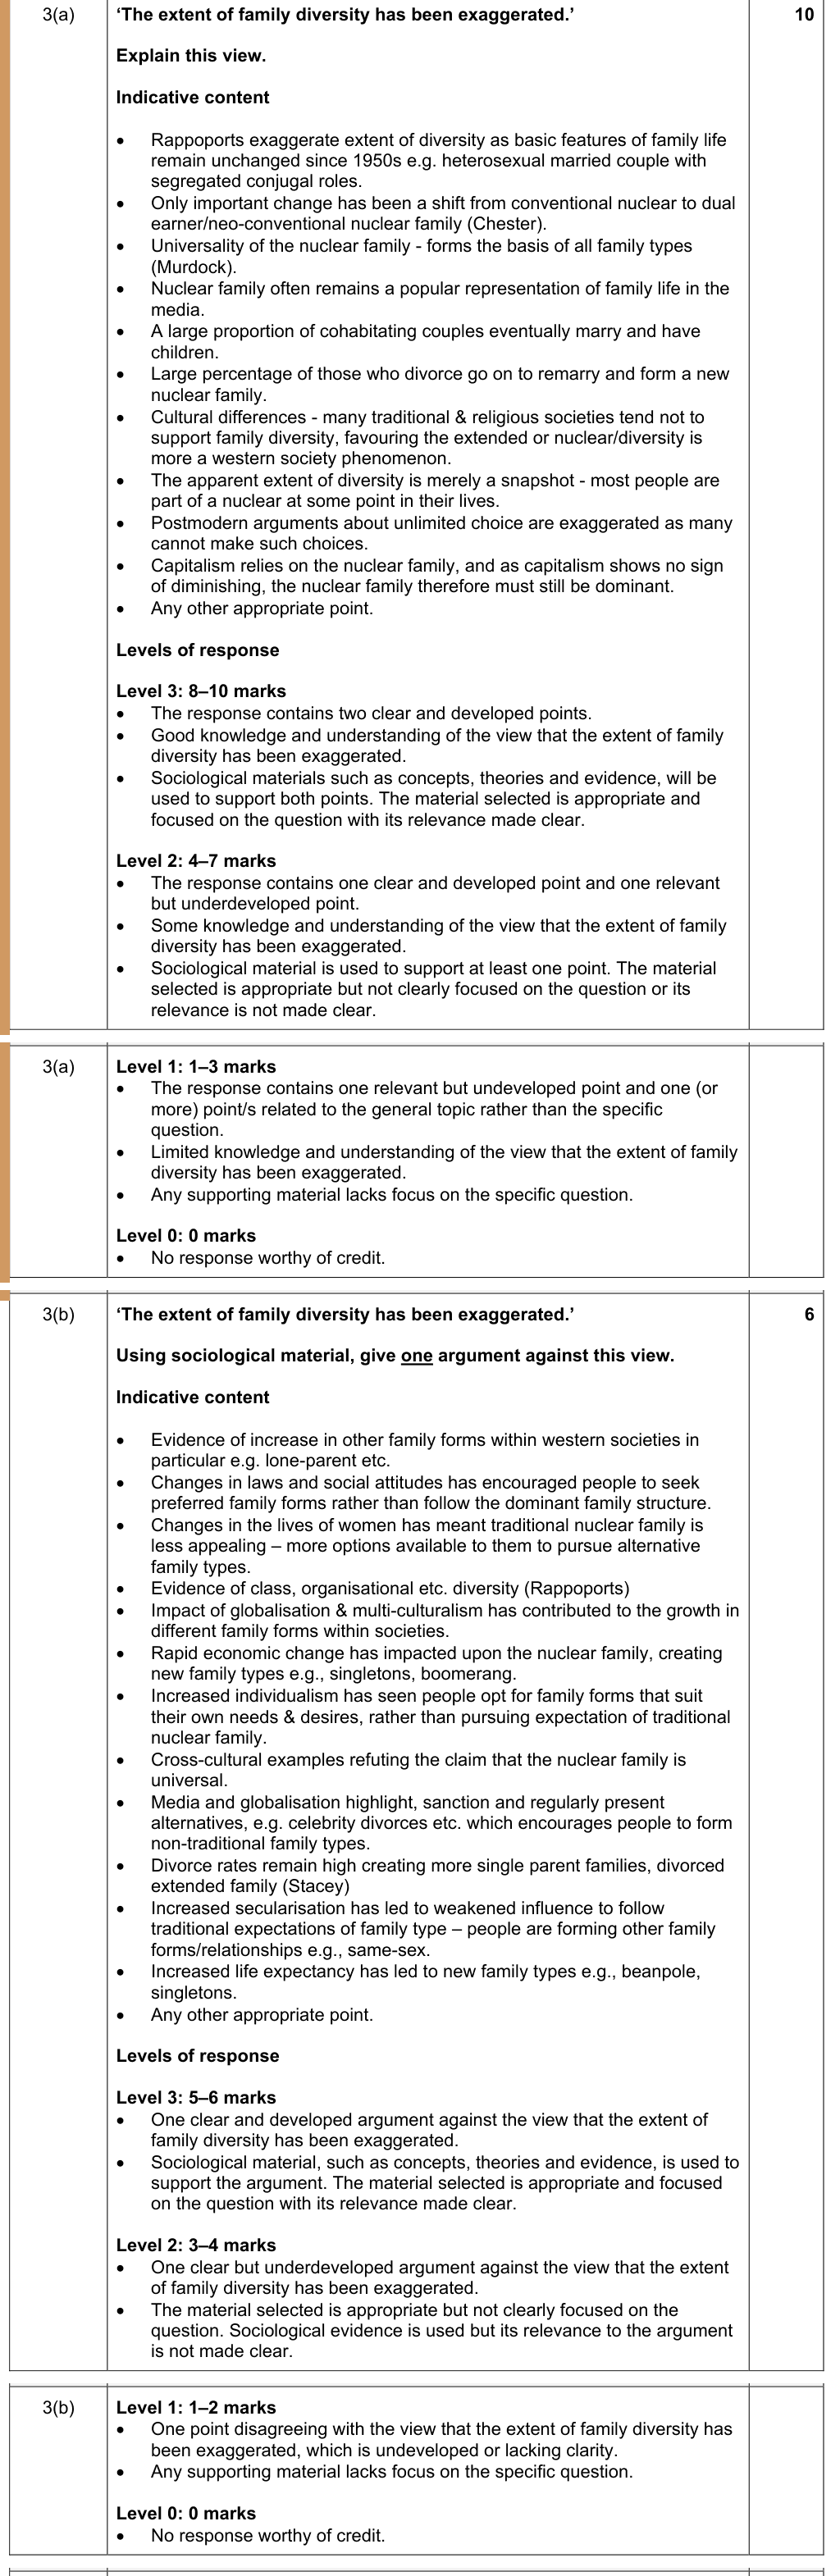 3(a) ‘The extent of family diversity has been exaggerated.’ 10
Explain this view.
Indicative content
• Rappoports exaggerate extent of diversity as basic features of family life
remain unchanged since 1950s e.g. heterosexual married couple with
segregated conjugal roles.
• Only important change has been a shift from conventional nuclear to dual
earner/neo-conventional nuclear family (Chester).
• Universality of the nuclear family - forms the basis of all family types
(Murdock).
• Nuclear family often remains a popular representation of family life in the
media.
• A large proportion of cohabitating couples eventually marry and have
children.
• Large percentage of those who divorce go on to remarry and form a new
nuclear family.
• Cultural differences - many traditional & religious societies tend not to
support family diversity, favouring the extended or nuclear/diversity is
more a western society phenomenon.
• The apparent extent of diversity is merely a snapshot - most people are
part of a nuclear at some point in their lives.
• Postmodern arguments about unlimited choice are exaggerated as many
cannot make such choices.
• Capitalism relies on the nuclear family, and as capitalism shows no sign
of diminishing, the nuclear family therefore must still be dominant.
• Any other appropriate point.
Levels of response
Level 3: 8–10 marks
• The response contains two clear and developed points.
• Good knowledge and understanding of the view that the extent of family
diversity has been exaggerated.
• Sociological materials such as concepts, theories and evidence, will be
used to support both points. The material selected is appropriate and
focused on the question with its relevance made clear.
Level 2: 4–7 marks
• The response contains one clear and developed point and one relevant
but underdeveloped point.
• Some knowledge and understanding of the view that the extent of family
diversity has been exaggerated.
• Sociological material is used to support at least one point. The material
selected is appropriate but not clearly focused on the question or its
relevance is not made clear.
3(a) Level 1: 1–3 marks
• The response contains one relevant but undeveloped point and one (or
more) point/s related to the general topic rather than the specific
question.
• Limited knowledge and understanding of the view that the extent of family
diversity has been exaggerated.
• Any supporting material lacks focus on the specific question.
Level 0: 0 marks
• No response worthy of credit.
3(b) ‘The extent of family diversity has been exaggerated.’ 6
Using sociological material, give one argument against this view.
Indicative content
• Evidence of increase in other family forms within western societies in
particular e.g. lone-parent etc.
• Changes in laws and social attitudes has encouraged people to seek
preferred family forms rather than follow the dominant family structure.
• Changes in the lives of women has meant traditional nuclear family is
less appealing – more options available to them to pursue alternative
family types.
• Evidence of class, organisational etc. diversity (Rappoports)
• Impact of globalisation & multi-culturalism has contributed to the growth in
different family forms within societies.
• Rapid economic change has impacted upon the nuclear family, creating
new family types e.g., singletons, boomerang.
• Increased individualism has seen people opt for family forms that suit
their own needs & desires, rather than pursuing expectation of traditional
nuclear family.
• Cross-cultural examples refuting the claim that the nuclear family is
universal.
• Media and globalisation highlight, sanction and regularly present
alternatives, e.g. celebrity divorces etc. which encourages people to form
non-traditional family types.
• Divorce rates remain high creating more single parent families, divorced
extended family (Stacey)
• Increased secularisation has led to weakened influence to follow
traditional expectations of family type – people are forming other family
forms/relationships e.g., same-sex.
• Increased life expectancy has led to new family types e.g., beanpole,
singletons.
• Any other appropriate point.
Levels of response
Level 3: 5–6 marks
• One clear and developed argument against the view that the extent of
family diversity has been exaggerated.
• Sociological material, such as concepts, theories and evidence, is used to
support the argument. The material selected is appropriate and focused
on the question with its relevance made clear.
Level 2: 3–4 marks
• One clear but underdeveloped argument against the view that the extent
of family diversity has been exaggerated.
• The material selected is appropriate but not clearly focused on the
question. Sociological evidence is used but its relevance to the argument
is not made clear.
3(b) Level 1: 1–2 marks
• One point disagreeing with the view that the extent of family diversity has
been exaggerated, which is undeveloped or lacking clarity.
• Any supporting material lacks focus on the specific question.
Level 0: 0 marks
• No response worthy of credit.